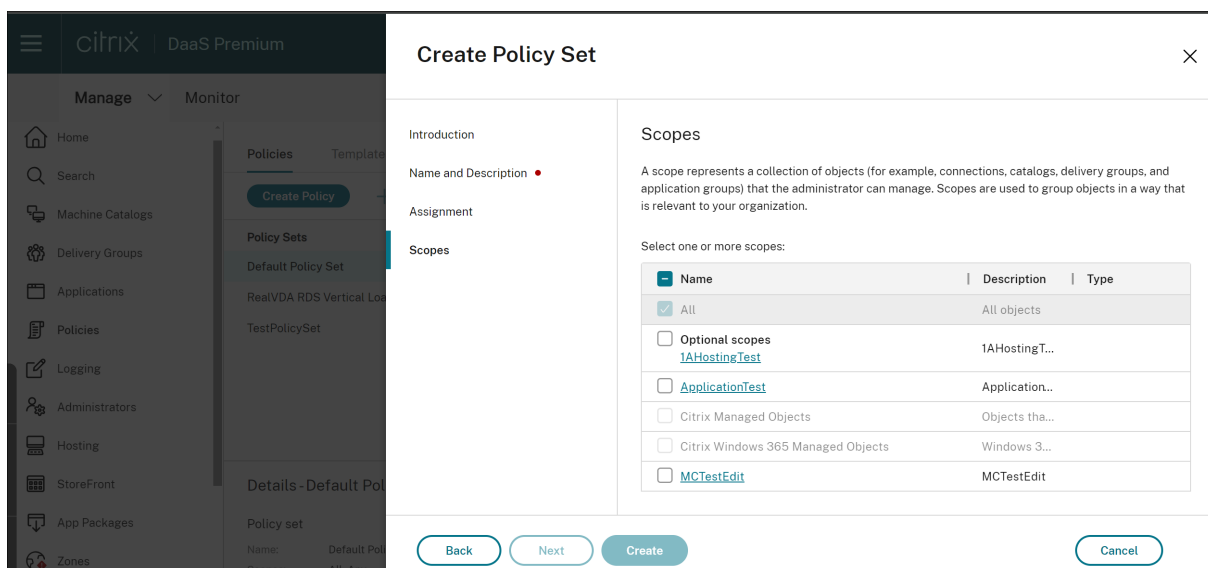 citrix | DaaS Premium
Manage Monitor
Home
Search
Machine Catalogs
Delivery Groups
Applications
Policies
Logging
Administrators
Hosting
StoreFront
App Packages
Zones
Policies Template
Create Policy
Policy Sets
Default Policy Set
RealVDA RDS Vertical Loa
TestPolicySet
Details - Default Pol
Policy set
Name: Default Poli
Create Policy Set
Introduction
Name and Description
Assignment
Scopes
Scopes
A scope represents a collection of objects (for example, connections, catalogs, delivery groups, and
application groups) that the administrator can manage. Scopes are used to group objects in a way that
is relevant to your organization.
Select one or more scopes:
Name Description Type
All All objects
Optional scopes
1AHostingTest 1AHostingT...
ApplicationTest Application...
Citrix Managed Objects Objects tha...
Citrix Windows 365 Managed Objects Windows 3...
MCTestEdit MCTestEdit
Back Next Create Cancel